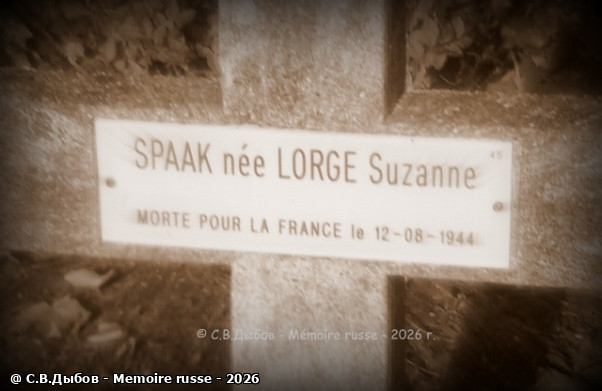 SPAAK née LORGE Suzanne
45
MORTE POUR LA FRANCE le 12-08-1944
© С.В.Дыбов - Mémoire russe - 2026 г.
@ С.В.Дыбов - Memoire russe - 2026